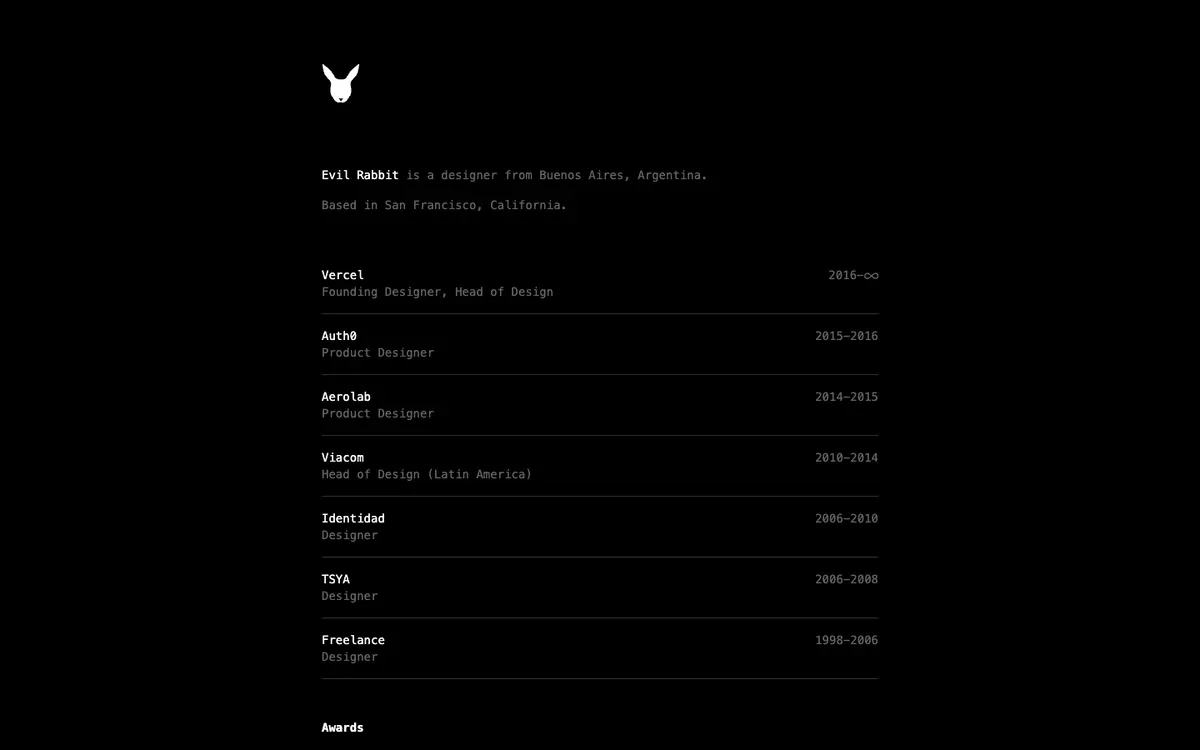 Evil Rabbit is a designer from Buenos Aires, Argentina.
Based in San Francisco, California.
Vercel 2016–∞
Founding Designer, Head of Design
Auth0 2015–2016
Product Designer
Aerolab 2014–2015
Product Designer
Viacom 2010–2014
Head of Design (Latin America)
Identidad 2006–2010
Designer
TSYA 2006–2008
Designer
Freelance 1998–2006
Designer
Awards